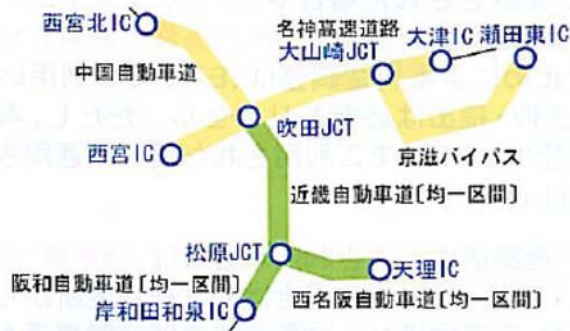 西宮北IC
名神高速道路
大山崎JCT
大津IC
瀬田東IC
中国自動車道
吹田JCT
西宮IC
京滋バイパス
近畿自動車道〔均一区間〕
松原JCT
阪和自動車道〔均一区間〕
天理IC
岸和田和泉IC
西名阪自動車道〔均一区間〕